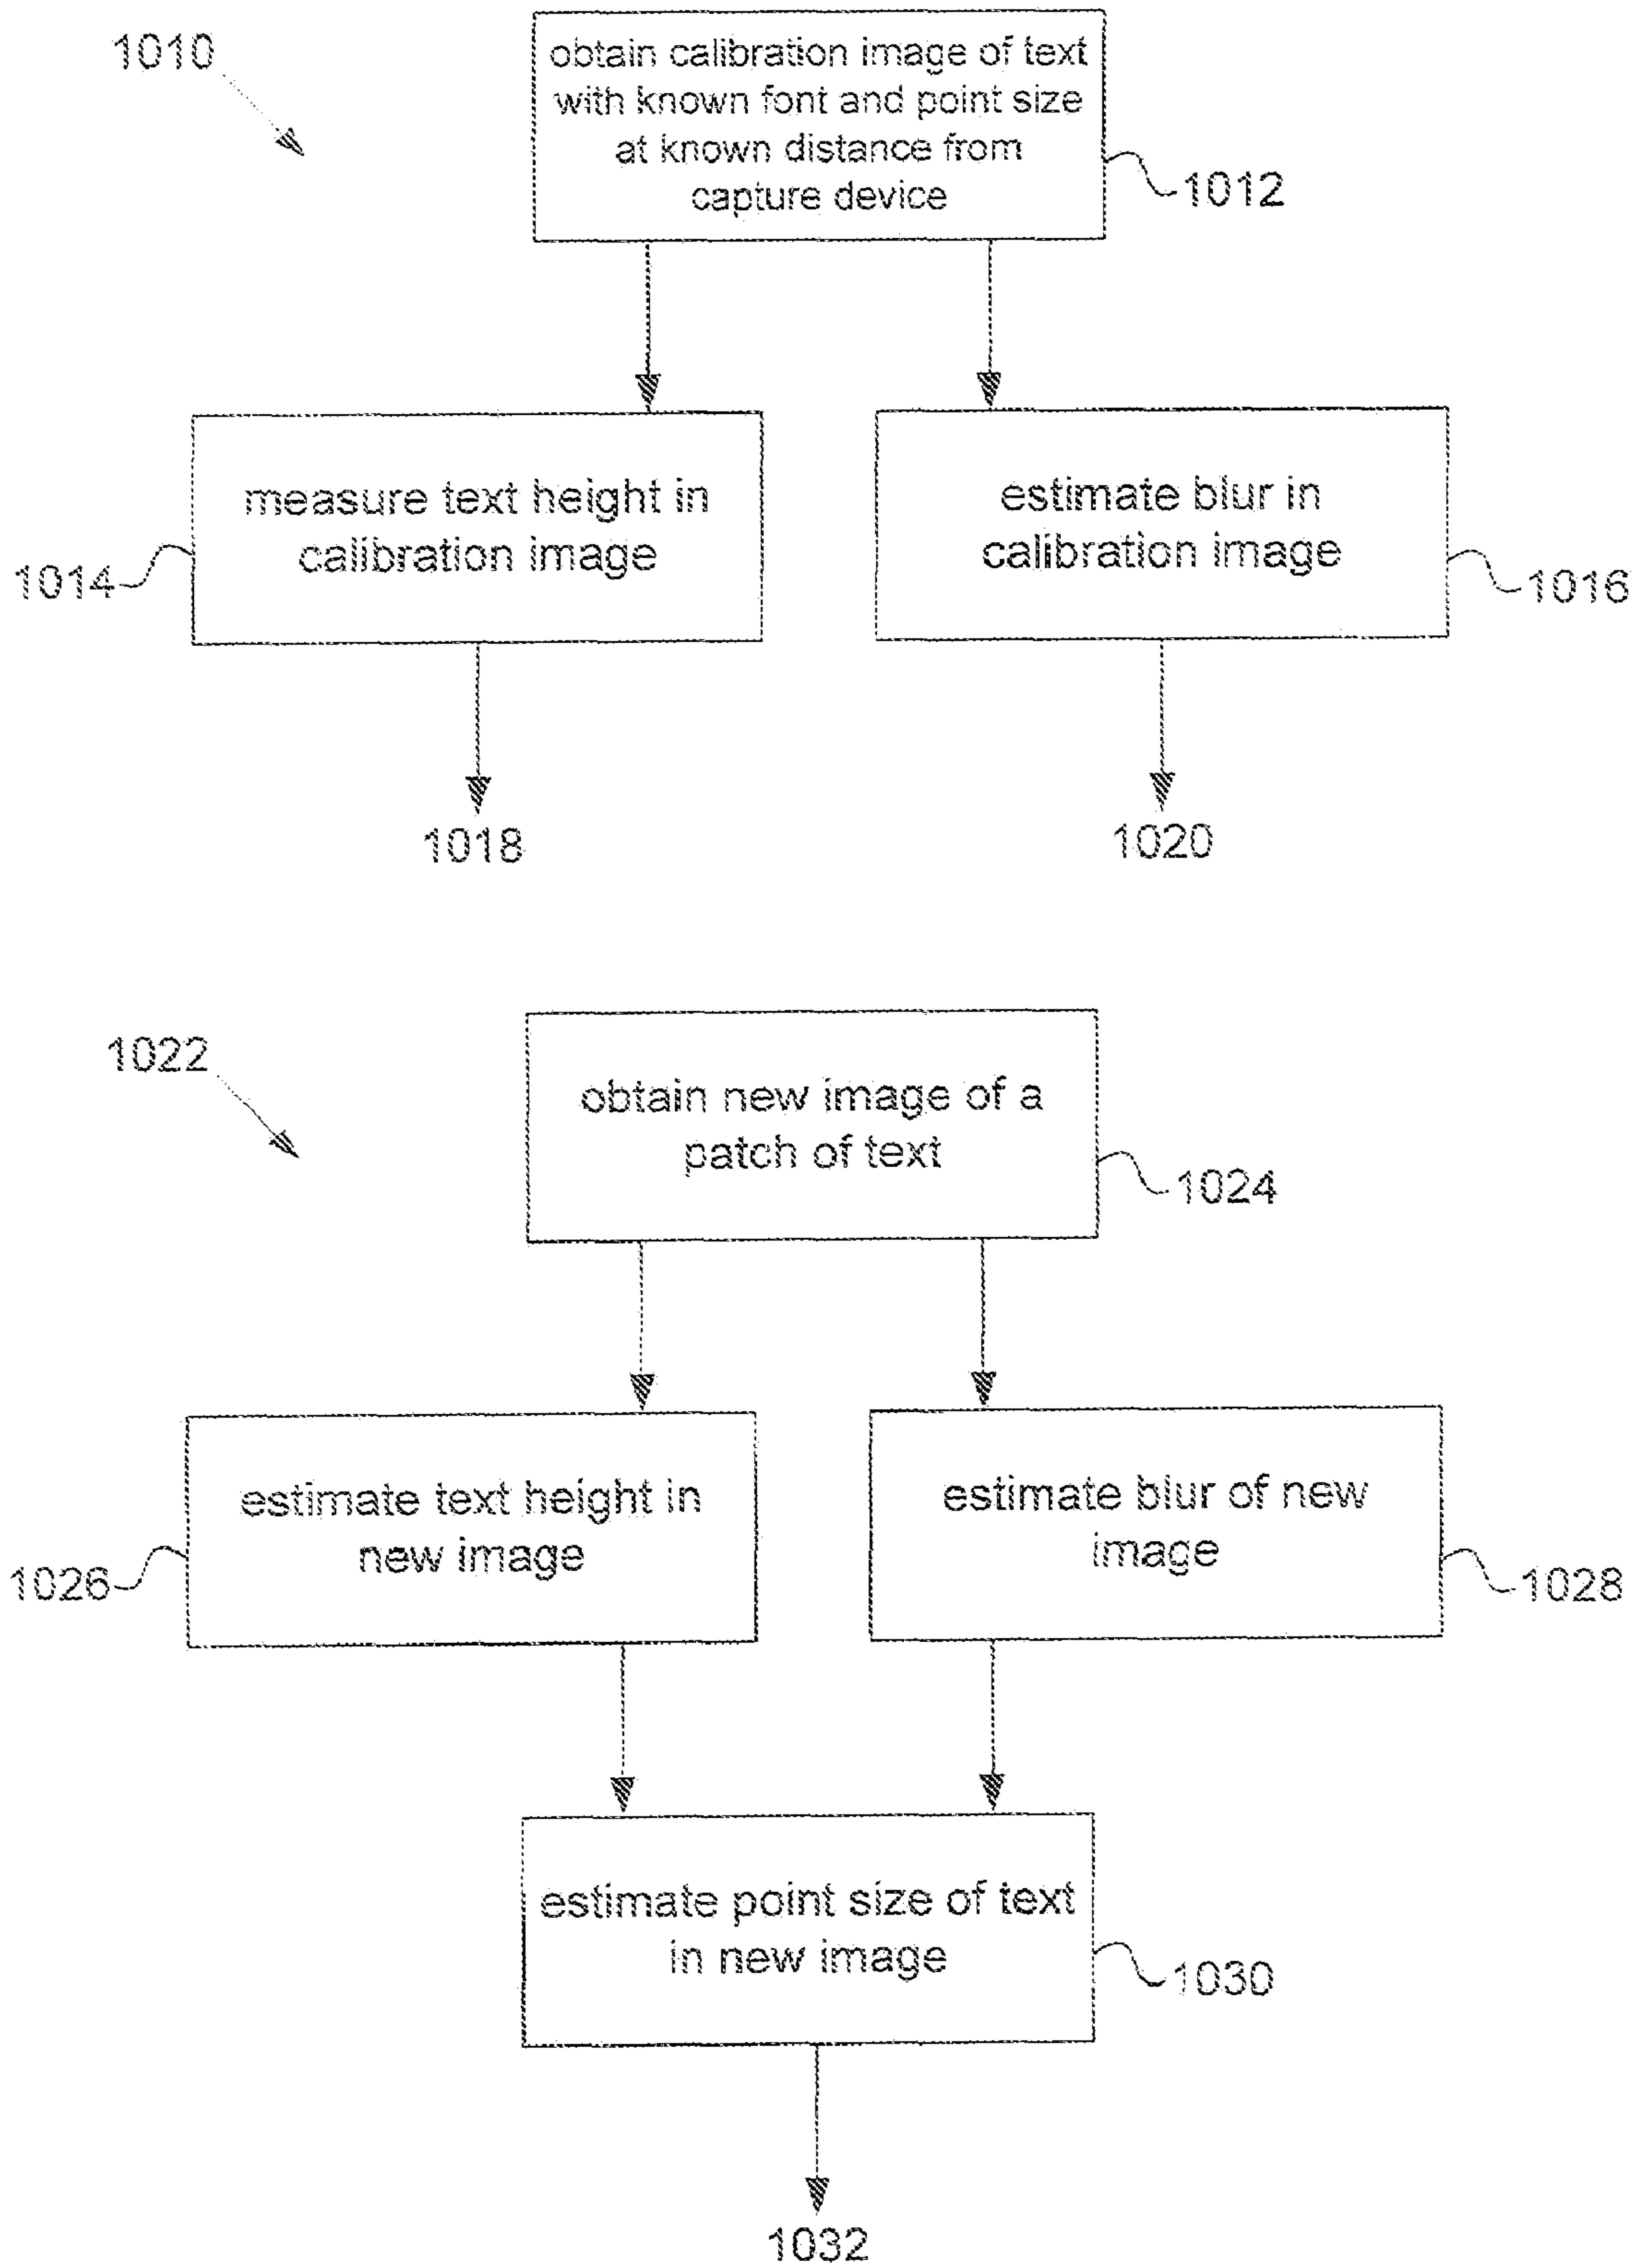 1010
obtain calibration image of text
with known font and point size
at known distance from
capture device
1012
measure text height in
calibration image
1014
estimate blur in
calibration image
1016
1018
1020
1022
obtain new image of a
patch of text
1024
estimate text height in
new image
1026
estimate blur of new
image
1028
estimate point size of text
in new image
1030
1032